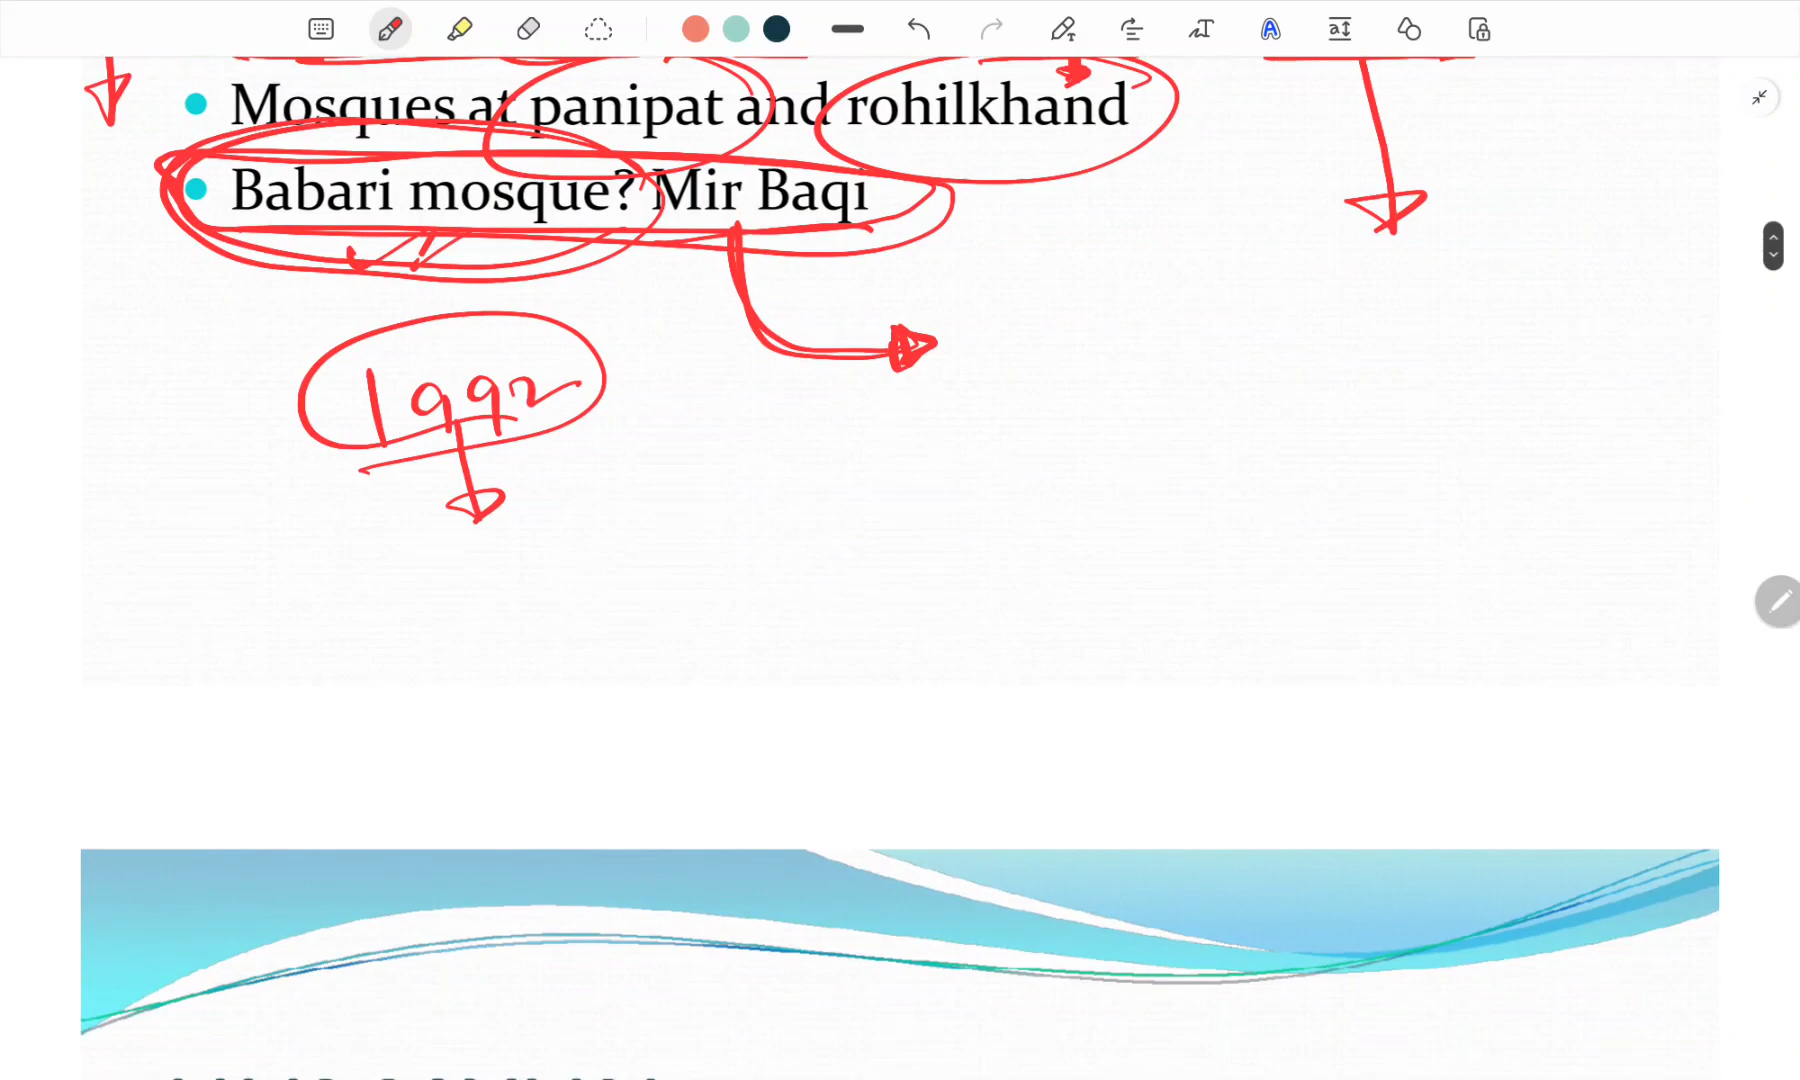 Mosques at panipat and rohilkhand
Babari mosque? Mir Baqi
1992